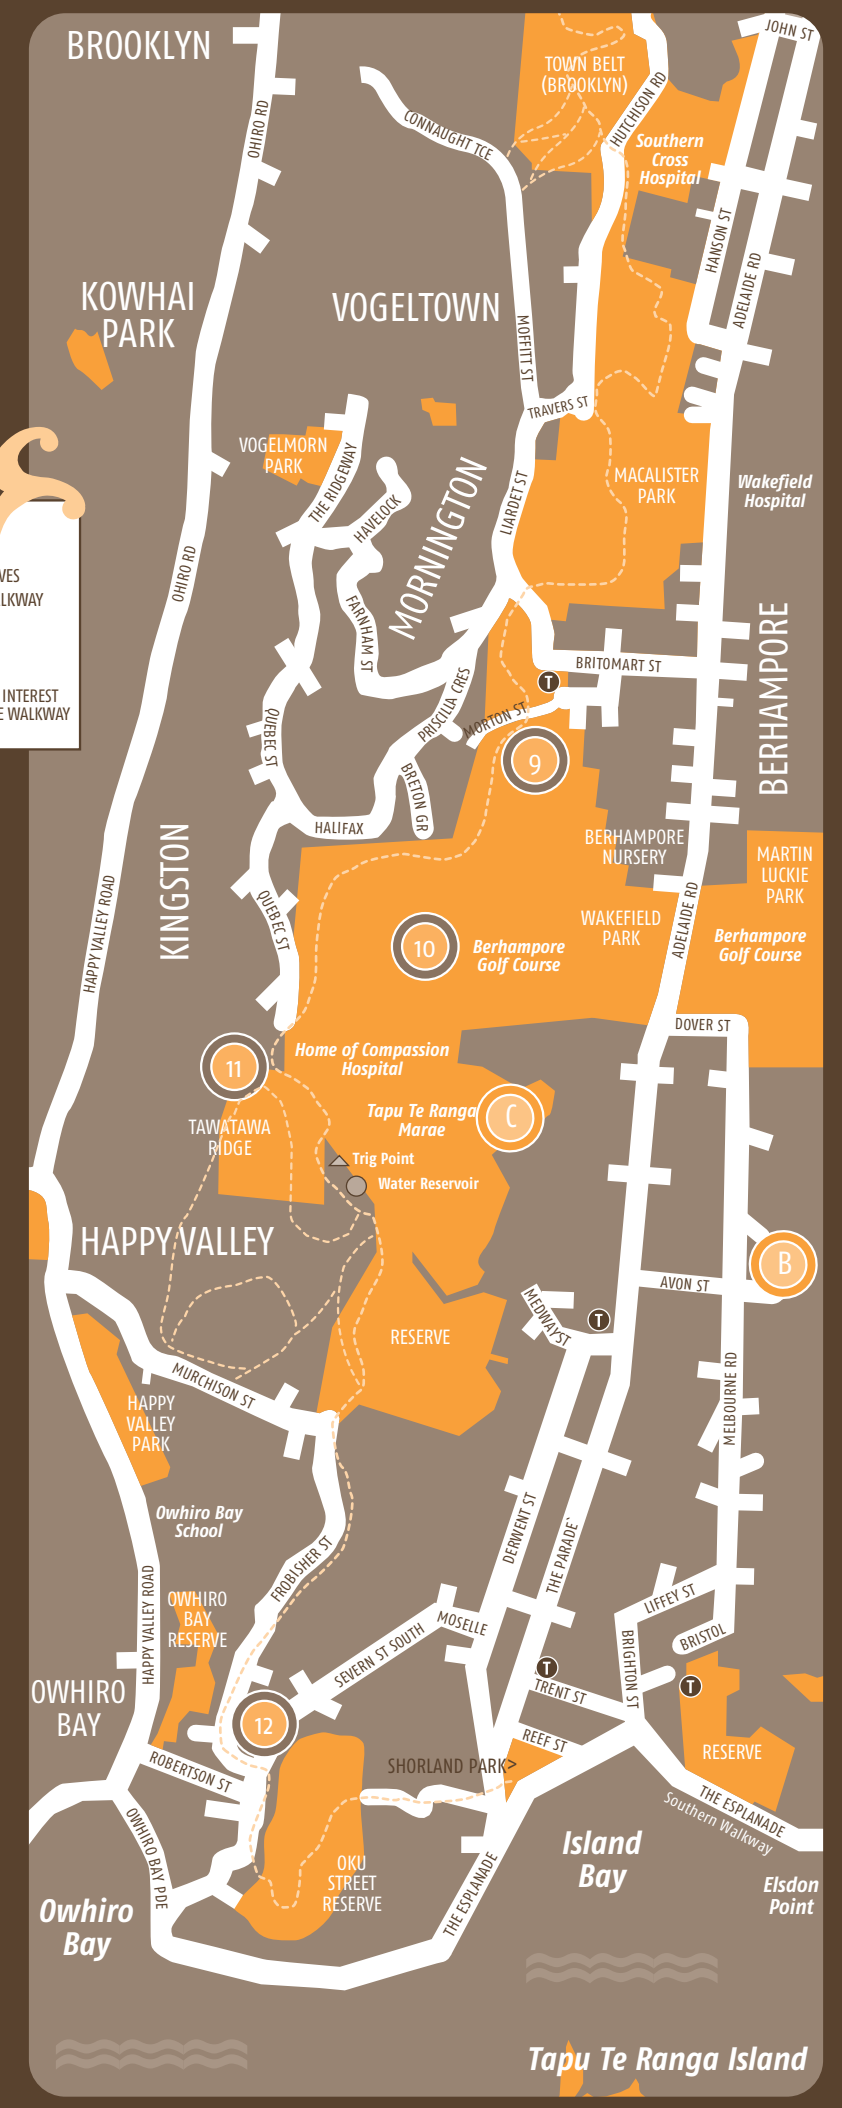 BROOKLYN
JOHN ST
TOWN BELT
(BROOKLYN)
OHIRO RD
CONNAUGHT TCE
HUTCHISON RD
Southern
Cross
Hospital
HANSON ST
ADELAIDE RD
KOWHAI
PARK
VOGELTOWN
MOFFITT ST
TRAVERS ST
VOGELMORN
PARK
THE RIDGEWAY
HAVELOCK
MORNINGTON
LIARDET ST
MACALISTER
PARK
Wakefield
Hospital
OHIRO RD
VES
LKWAY
INTEREST
E WALKWAY
FARNHAM ST
BERHAMPORE
BRITOMART ST
T
PRISCILLA CRES
MORTON ST
QUEBEC ST
9
BRETON GR
HALIFAX
KINGSTON
BERHAMPORE
NURSERY
MARTIN
LUCKIE
PARK
HAPPY VALLEY ROAD
QUEBEC ST
ADELAIDE RD
WAKEFIELD
PARK
10
Berhampore
Golf Course
Berhampore
Golf Course
DOVER ST
Home of Compassion
Hospital
11
Tapu Te Ranga
Marae
C
TAWATAWA
RIDGE
Trig Point
Water Reservoir
HAPPY VALLEY
B
AVON ST
MEDWAY ST
T
RESERVE
MURCHISON ST
MELBOURNE RD
HAPPY
VALLEY
PARK
Owhiro Bay
School
DERWENT ST
THE PARADE
FROBISHER ST
HAPPY VALLEY ROAD
OWHIRO
BAY
RESERVE
LIFFEY ST
MOSELLE
SEVERN ST SOUTH
BRIGHTON ST
BRISTOL
OWHIRO
BAY
T
TRENT ST
T
12
REEF ST
RESERVE
ROBERTSON ST
SHORLAND PARK>
THE ESPLANADE
Southern Walkway
OWHIRO BAY PDE
Island
Bay
OKU
STREET
RESERVE
THE ESPLANADE
Elsdon
Point
Owhiro
Bay
Tapu Te Ranga Island